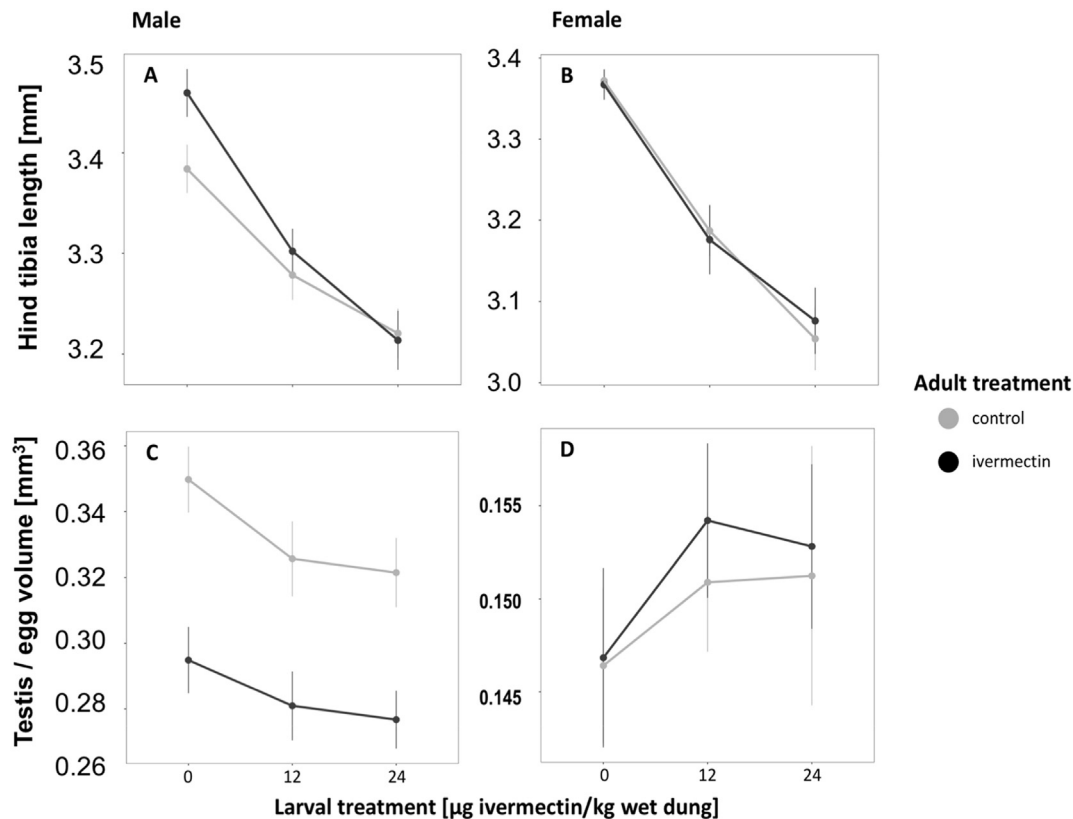 Male
Female
Hind tibia length [mm]
3.5
3.4
3.3
3.2
A
3.4
3.3
3.2
3.1
3.0
B
Adult treatment
control
ivermectin
Testis / egg volume [mm³]
0.36
0.34
0.32
0.30
0.28
0.26
C
0.155
0.150
0.145
D
0 12 24
0 12 24
Larval treatment [µg ivermectin/kg wet dung]